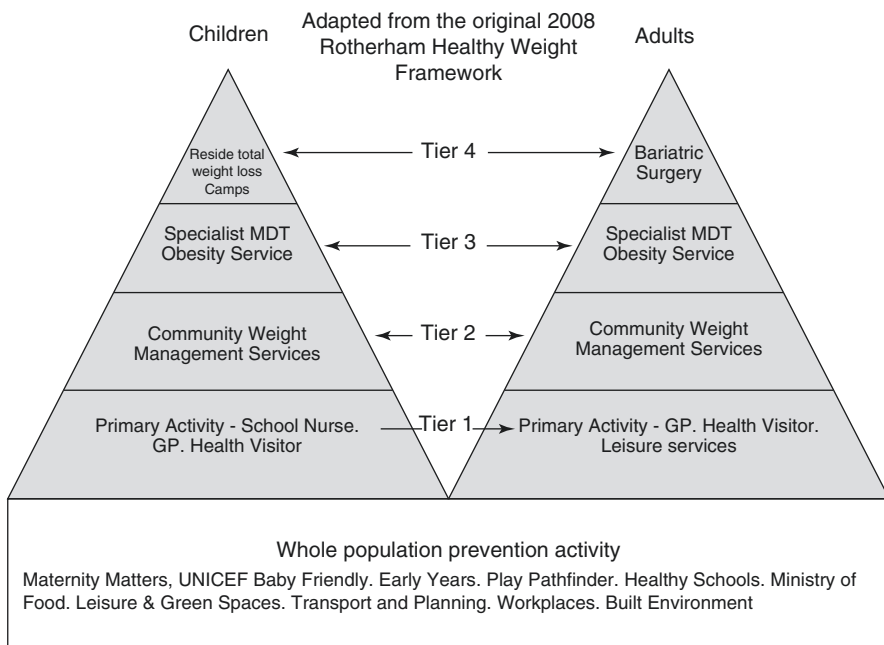 Children
Adapted from the original 2008
Rotherham Healthy Weight
Framework
Adults
Reside total
weight loss
Camps
Tier 4
Bariatric
Surgery
Specialist MDT
Obesity Service
Tier 3
Specialist MDT
Obesity Service
Community Weight
Management Services
Tier 2
Community Weight
Management Services
Primary Activity - School Nurse.
GP. Health Visitor
Tier 1
Primary Activity - GP. Health Visitor.
Leisure services
Whole population prevention activity
Maternity Matters, UNICEF Baby Friendly. Early Years. Play Pathfinder. Healthy Schools. Ministry of
Food. Leisure & Green Spaces. Transport and Planning. Workplaces. Built Environment